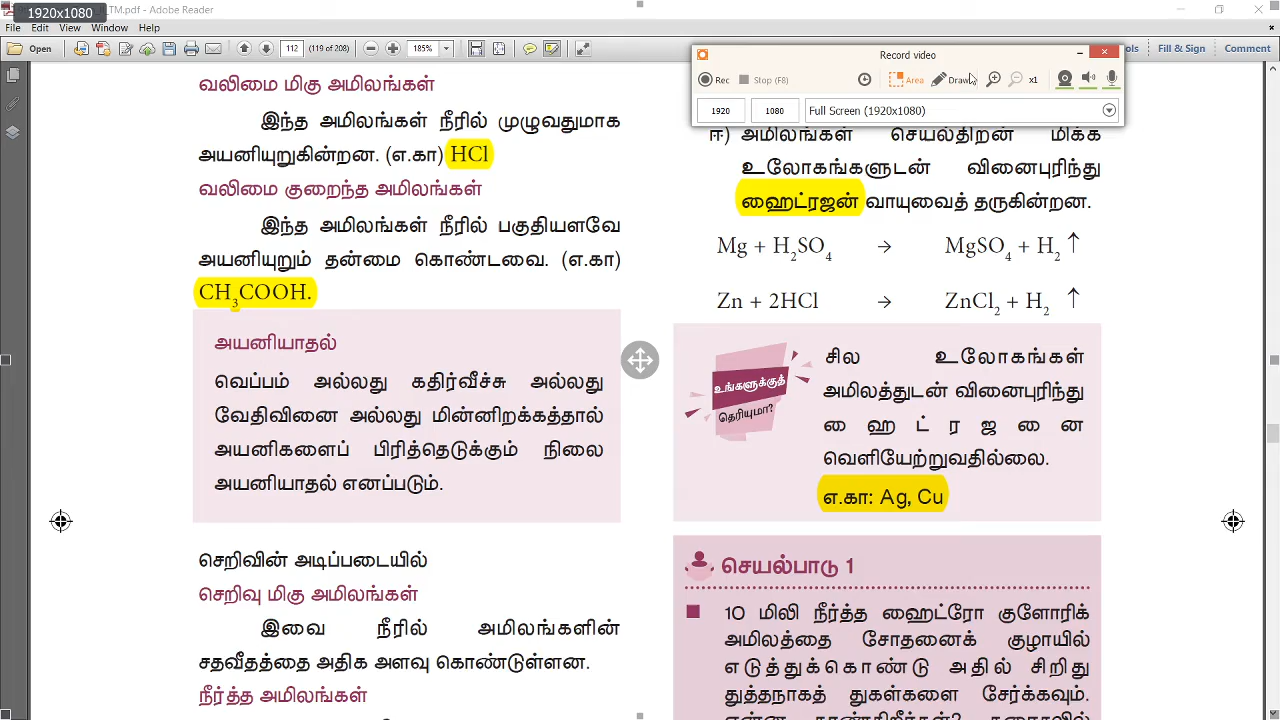 1920x1080
_TM.pdf - Adobe Reader
File Edit View Window Help
Open 112 (119 of 208) 185% Fill & Sign Comment
Record video
Rec Stop (F8) Area Draw x1
1920 1080 Full Screen (1920x1080)
வலிமை மிகு அமிலங்கள்
இந்த அமிலங்கள் நீரில் முழுவதுமாக
அயனியுறுகின்றன. (எ.கா) HCl
வலிமை குறைந்த அமிலங்கள்
இந்த அமிலங்கள் நீரில் பகுதியளவே
அயனியுறும் தன்மை கொண்டவை. (எ.கா)
CH₃COOH.
அயனியாதல்
வெப்பம் அல்லது கதிர்வீச்சு அல்லது
வேதிவினை அல்லது மின்னிறக்கத்தால்
அயனிகளைப் பிரித்தெடுக்கும் நிலை
அயனியாதல் எனப்படும்.
செறிவின் அடிப்படையில்
செறிவு மிகு அமிலங்கள்
இவை நீரில் அமிலங்களின்
சதவீதத்தை அதிக அளவு கொண்டுள்ளன.
நீர்த்த அமிலங்கள்
ஈ) அமிலங்கள் செயல்திறன் மிக்க
உலோகங்களுடன் வினைபுரிந்து
ஹைட்ரஜன் வாயுவைத் தருகின்றன.
Mg + H₂SO₄ → MgSO₄ + H₂ ↑
Zn + 2HCl → ZnCl₂ + H₂ ↑
உங்களுக்குத்
தெரியுமா?
சில உலோகங்கள்
அமிலத்துடன் வினைபுரிந்து
ஹைட்ரஜனை
வெளியேற்றுவதில்லை.
எ.கா: Ag, Cu
செயல்பாடு 1
10 மிலி நீர்த்த ஹைட்ரோ குளோரிக்
அமிலத்தை சோதனைக் குழாயில்
எடுத்துக்கொண்டு அதில் சிறிது
துத்தநாகத் துகள்களை சேர்க்கவும்.